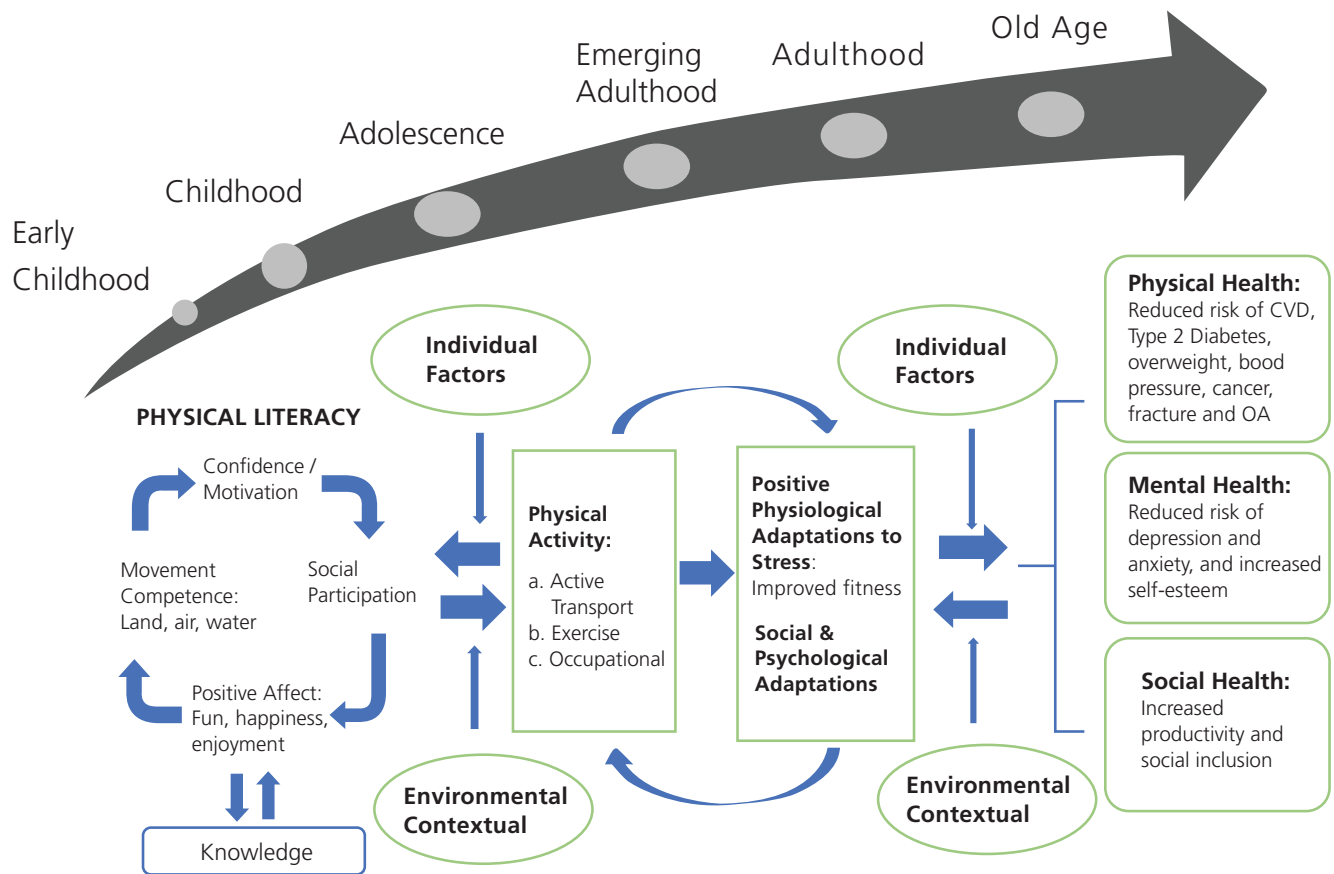 Early
Childhood
Childhood
Adolescence
Emerging
Adulthood
Adulthood
Old Age
PHYSICAL LITERACY
Confidence /
Motivation
Movement
Competence:
Land, air, water
Social
Participation
Positive Affect:
Fun, happiness,
enjoyment
Knowledge
Individual
Factors
Physical
Activity:
a. Active
Transport
b. Exercise
c. Occupational
Environmental
Contextual
Positive
Physiological
Adaptations to
Stress:
Improved fitness
Social &
Psychological
Adaptations
Individual
Factors
Environmental
Contextual
Physical Health:
Reduced risk of CVD,
Type 2 Diabetes,
overweight, bood
pressure, cancer,
fracture and OA
Mental Health:
Reduced risk of
depression and
anxiety, and increased
self-esteem
Social Health:
Increased
productivity and
social inclusion